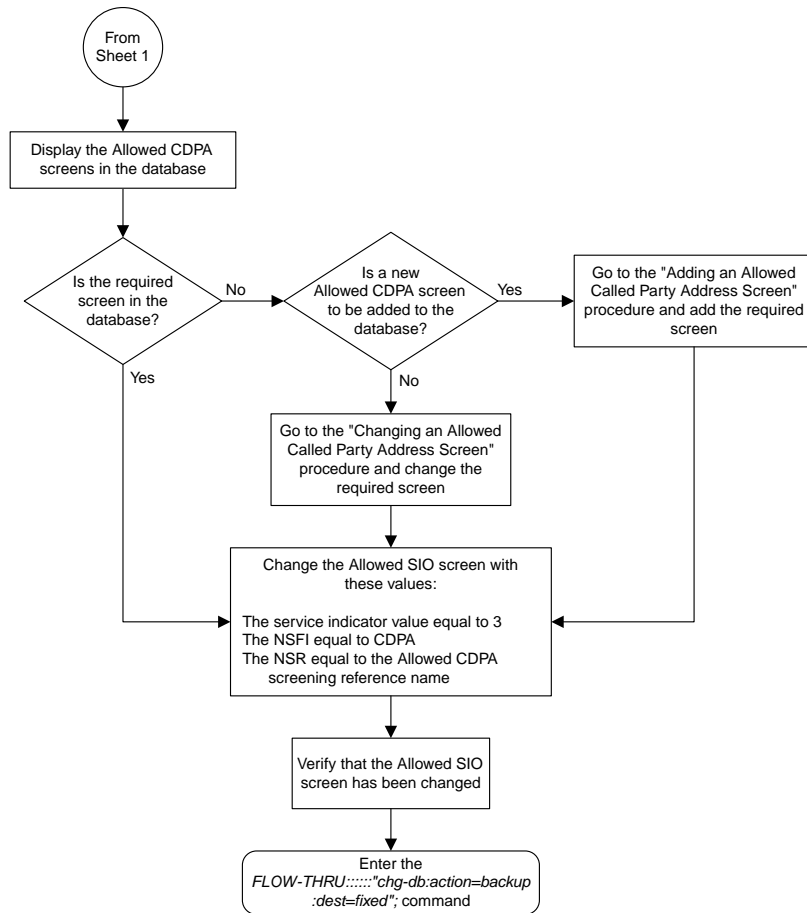 From
Sheet 1
Display the Allowed CDPA
screens in the database
Is the required
screen in the
database?
No
Yes
Is a new
Allowed CDPA screen
to be added to the
database?
Yes
No
Go to the "Adding an Allowed
Called Party Address Screen"
procedure and add the required
screen
Go to the "Changing an Allowed
Called Party Address Screen"
procedure and change the
required screen
Change the Allowed SIO screen with
these values:
The service indicator value equal to 3
The NSFI equal to CDPA
The NSR equal to the Allowed CDPA
screening reference name
Verify that the Allowed SIO
screen has been changed
Enter the
FLOW-THRU::::::"chg-db:action=backup
:dest=fixed"; command